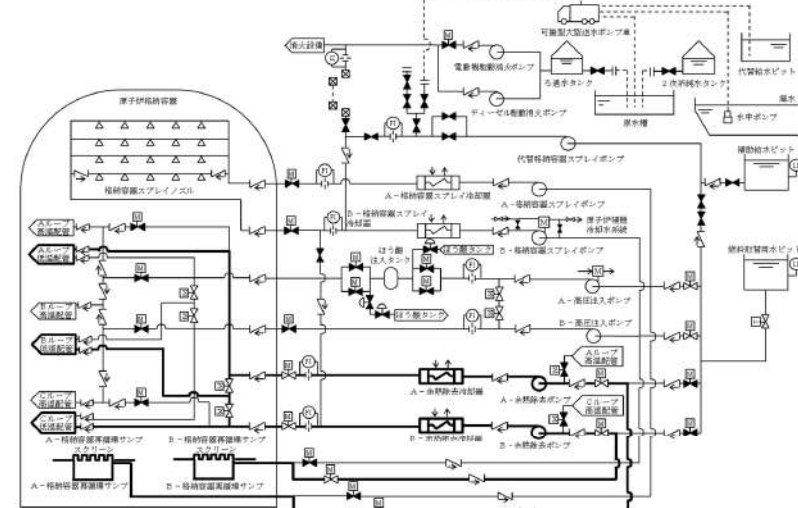 可搬型大型送水ポンプ車
消火設備
電動機駆動消火ポンプ
ろ過水タンク
2次系純水タンク
代替給水ピット
海水
原子炉格納容器
FI
ディーゼル駆動消火ポンプ
原水槽
水中ポンプ
代替格納容器スプレイポンプ
補助給水ピット
格納容器スプレイノズル
A-格納容器スプレイ冷却器
A-格納容器スプレイポンプ
B-格納容器スプレイ
冷却器
原子炉補機
冷却水系統
Aループ
高温配管
ほう酸
注入タンク
ほう酸タンク
B-格納容器スプレイポンプ
燃料取替用水ピット
Aループ
低温配管
A-高圧注入ポンプ
Bループ
高温配管
ほう酸タンク
B-高圧注入ポンプ
Bループ
低温配管
Aループ
高温配管
A-余熱除去冷却器
A-余熱除去ポンプ
Cループ
高温配管
Cループ
高温配管
Cループ
低温配管
B-余熱除去冷却器
B-余熱除去ポンプ
A-格納容器再循環サンプ
スクリーン
B-格納容器再循環サンプ
スクリーン
A-格納容器再循環サンプ
B-格納容器再循環サンプ